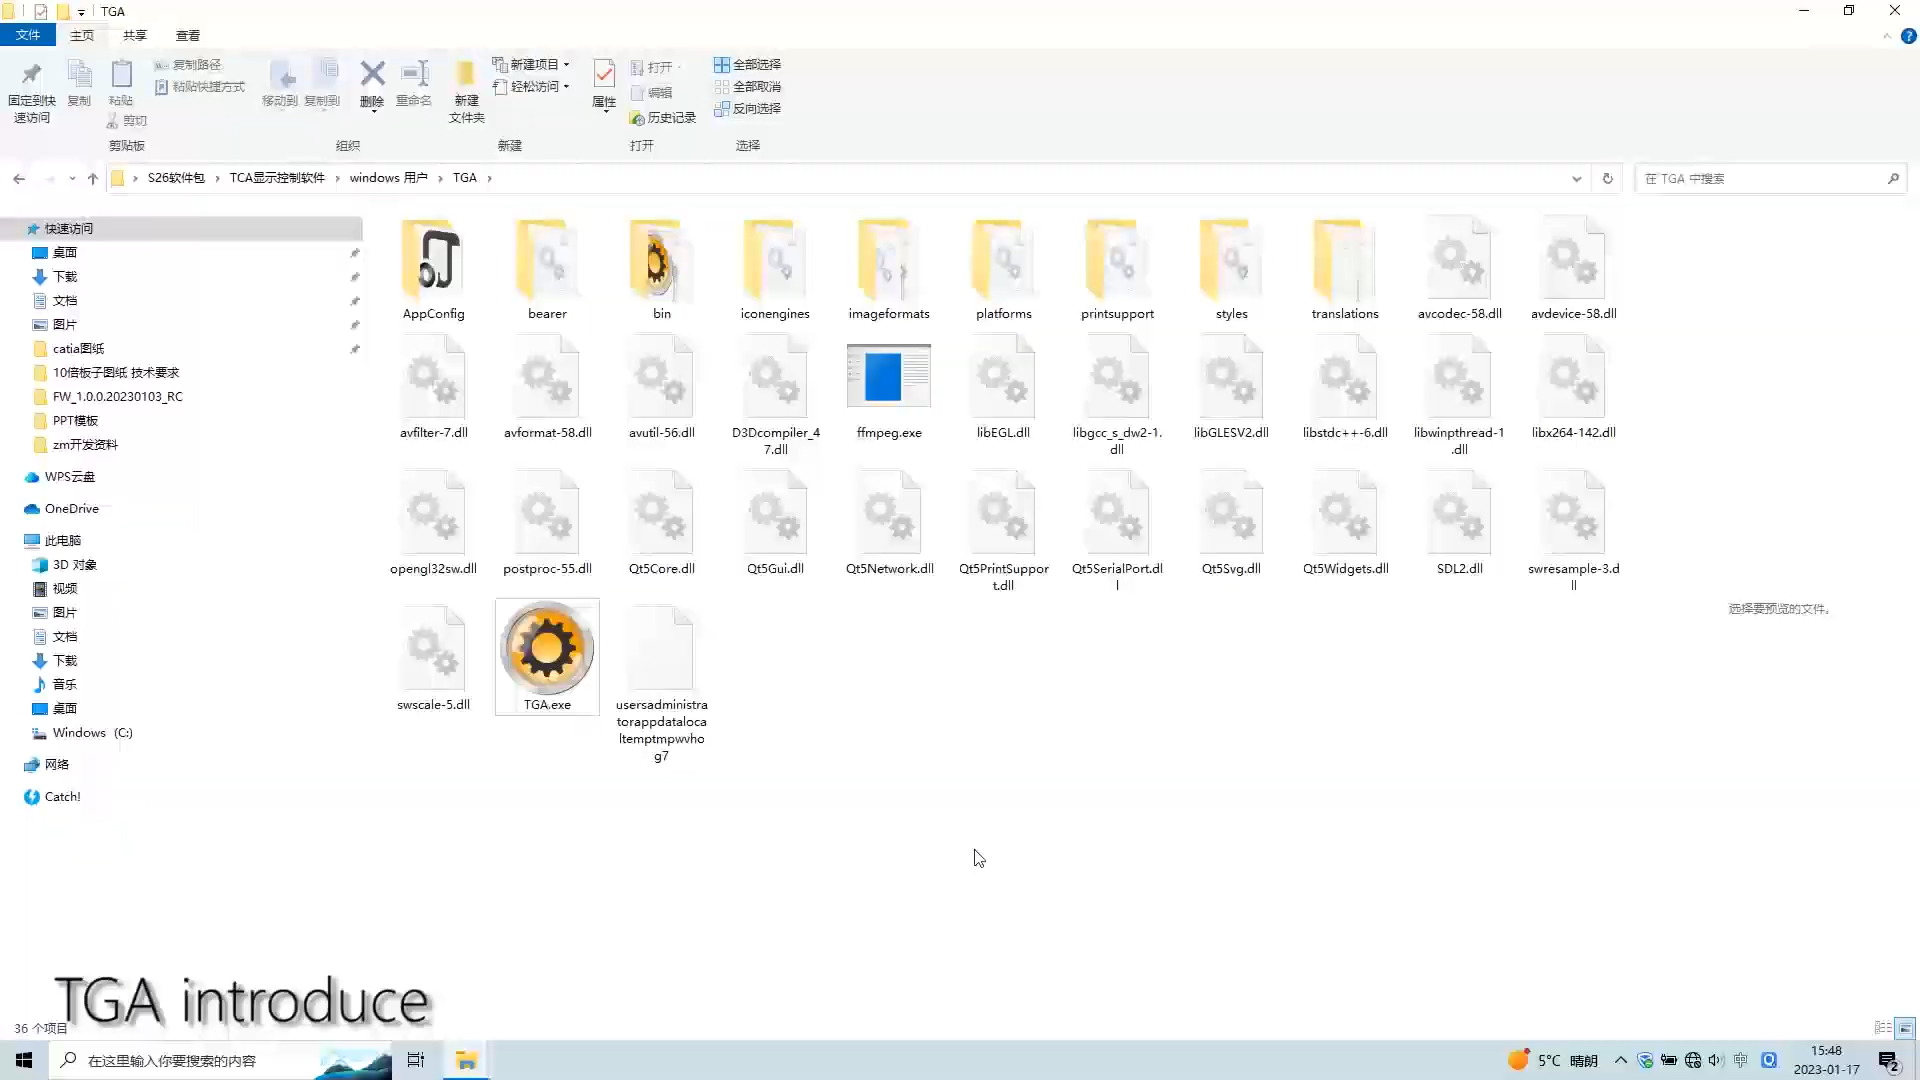 TGA
文件 主页 共享 查看
固定到快速访问 复制 粘贴 复制路径 粘贴快捷方式 剪切
移动到 复制到 删除 重命名
新建文件夹 新建项目 轻松访问
属性 打开 编辑 历史记录
全部选择 全部取消 反向选择
剪贴板 组织 新建 打开 选择
S26软件包 TCA显示控制软件 windows 用户 TGA
在 TGA 中搜索
快速访问
桌面
下载
文档
图片
catia图纸
10倍板子图纸 技术要求
FW_1.0.0.20230103_RC
PPT模板
zm开发资料
WPS云盘
OneDrive
此电脑
3D 对象
视频
图片
文档
下载
音乐
桌面
Windows (C:)
网络
Catch!
AppConfig bearer bin iconengines imageformats platforms printsupport styles translations avcodec-58.dll avdevice-58.dll
avfilter-7.dll avformat-58.dll avutil-56.dll D3Dcompiler_47.dll ffmpeg.exe libEGL.dll libgcc_s_dw2-1.dll libGLESV2.dll libstdc++-6.dll libwinpthread-1.dll libx264-142.dll
opengl32sw.dll postproc-55.dll Qt5Core.dll Qt5Gui.dll Qt5Network.dll Qt5PrintSupport.dll Qt5SerialPort.dll Qt5Svg.dll Qt5Widgets.dll SDL2.dll swresample-3.dll
swscale-5.dll TGA.exe usersadministratorappdatalocaltemptmpwvhog7
选择要预览的文件。
TGA introduce
36 个项目
在这里输入你要搜索的内容
5°C 晴朗
中
15:48
2023-01-17
2